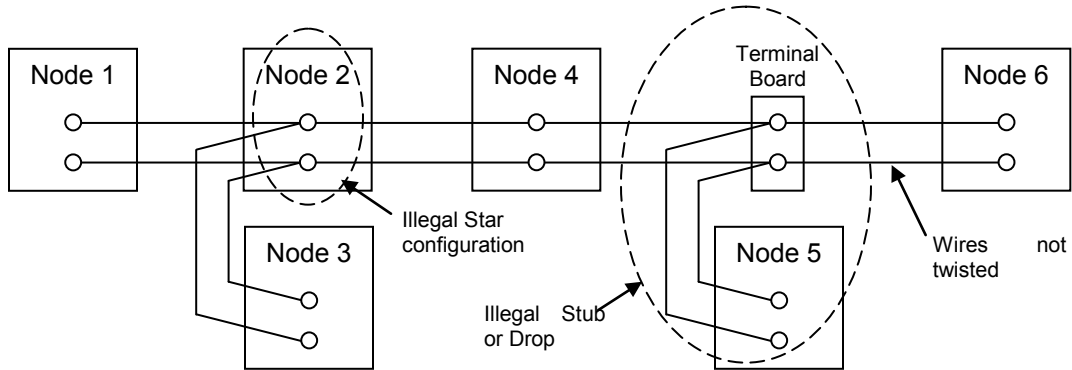 Node 1
Node 2
Node 4
Terminal
Board
Node 6
Illegal Star
configuration
Node 3
Node 5
Wires not
twisted
Illegal Stub
or Drop